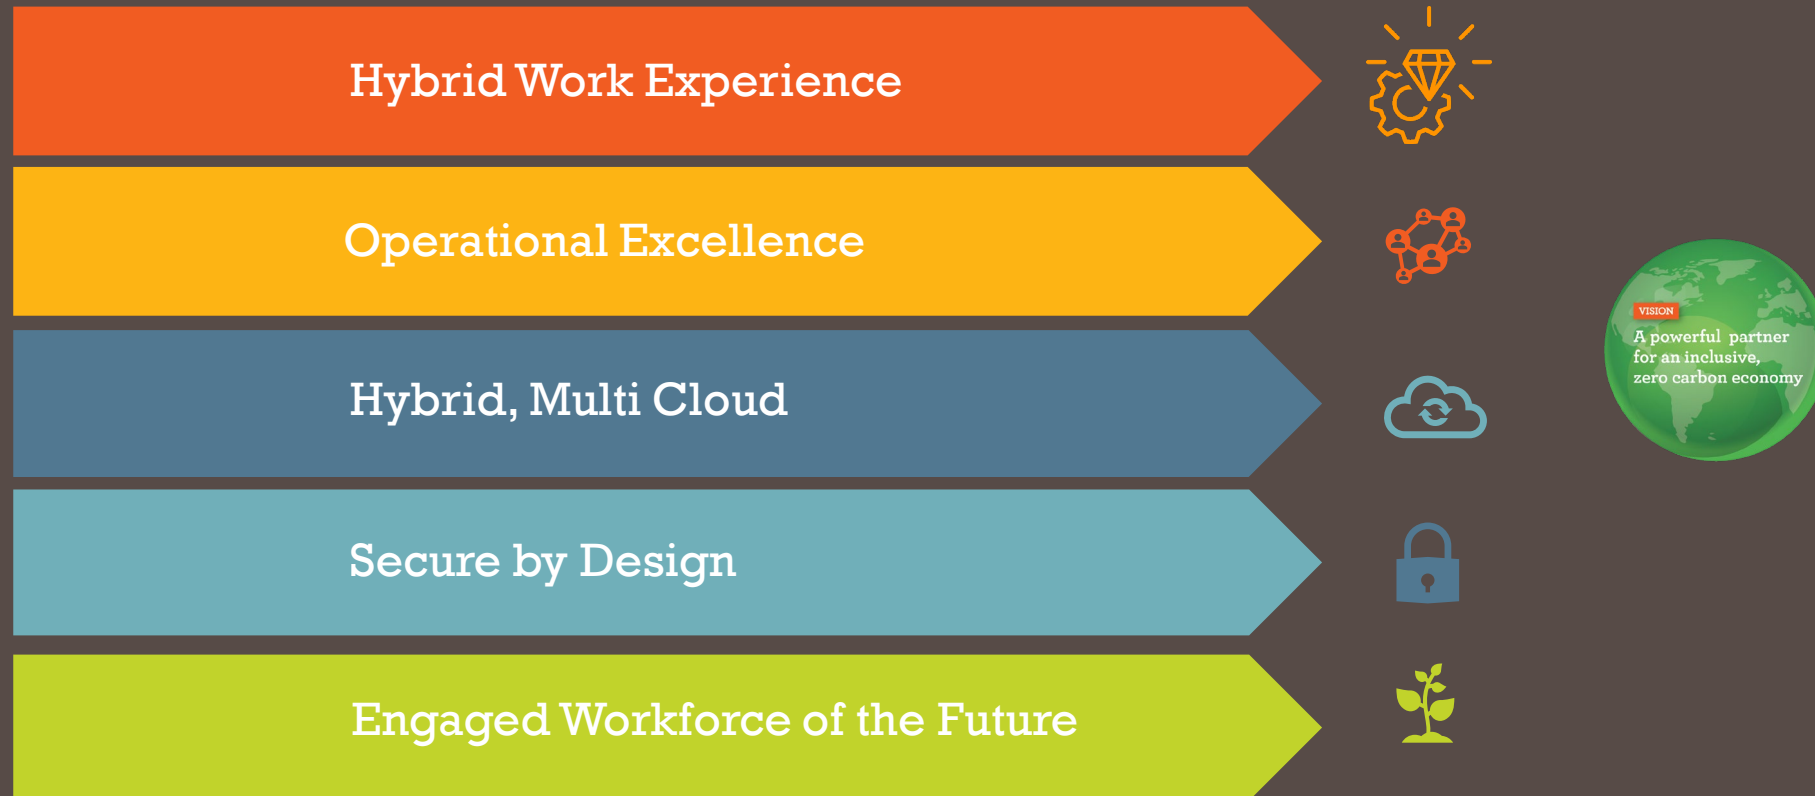 Hybrid Work Experience
Operational Excellence
Hybrid, Multi Cloud
Secure by Design
Engaged Workforce of the Future
VISION
A powerful partner
for an inclusive,
zero carbon economy